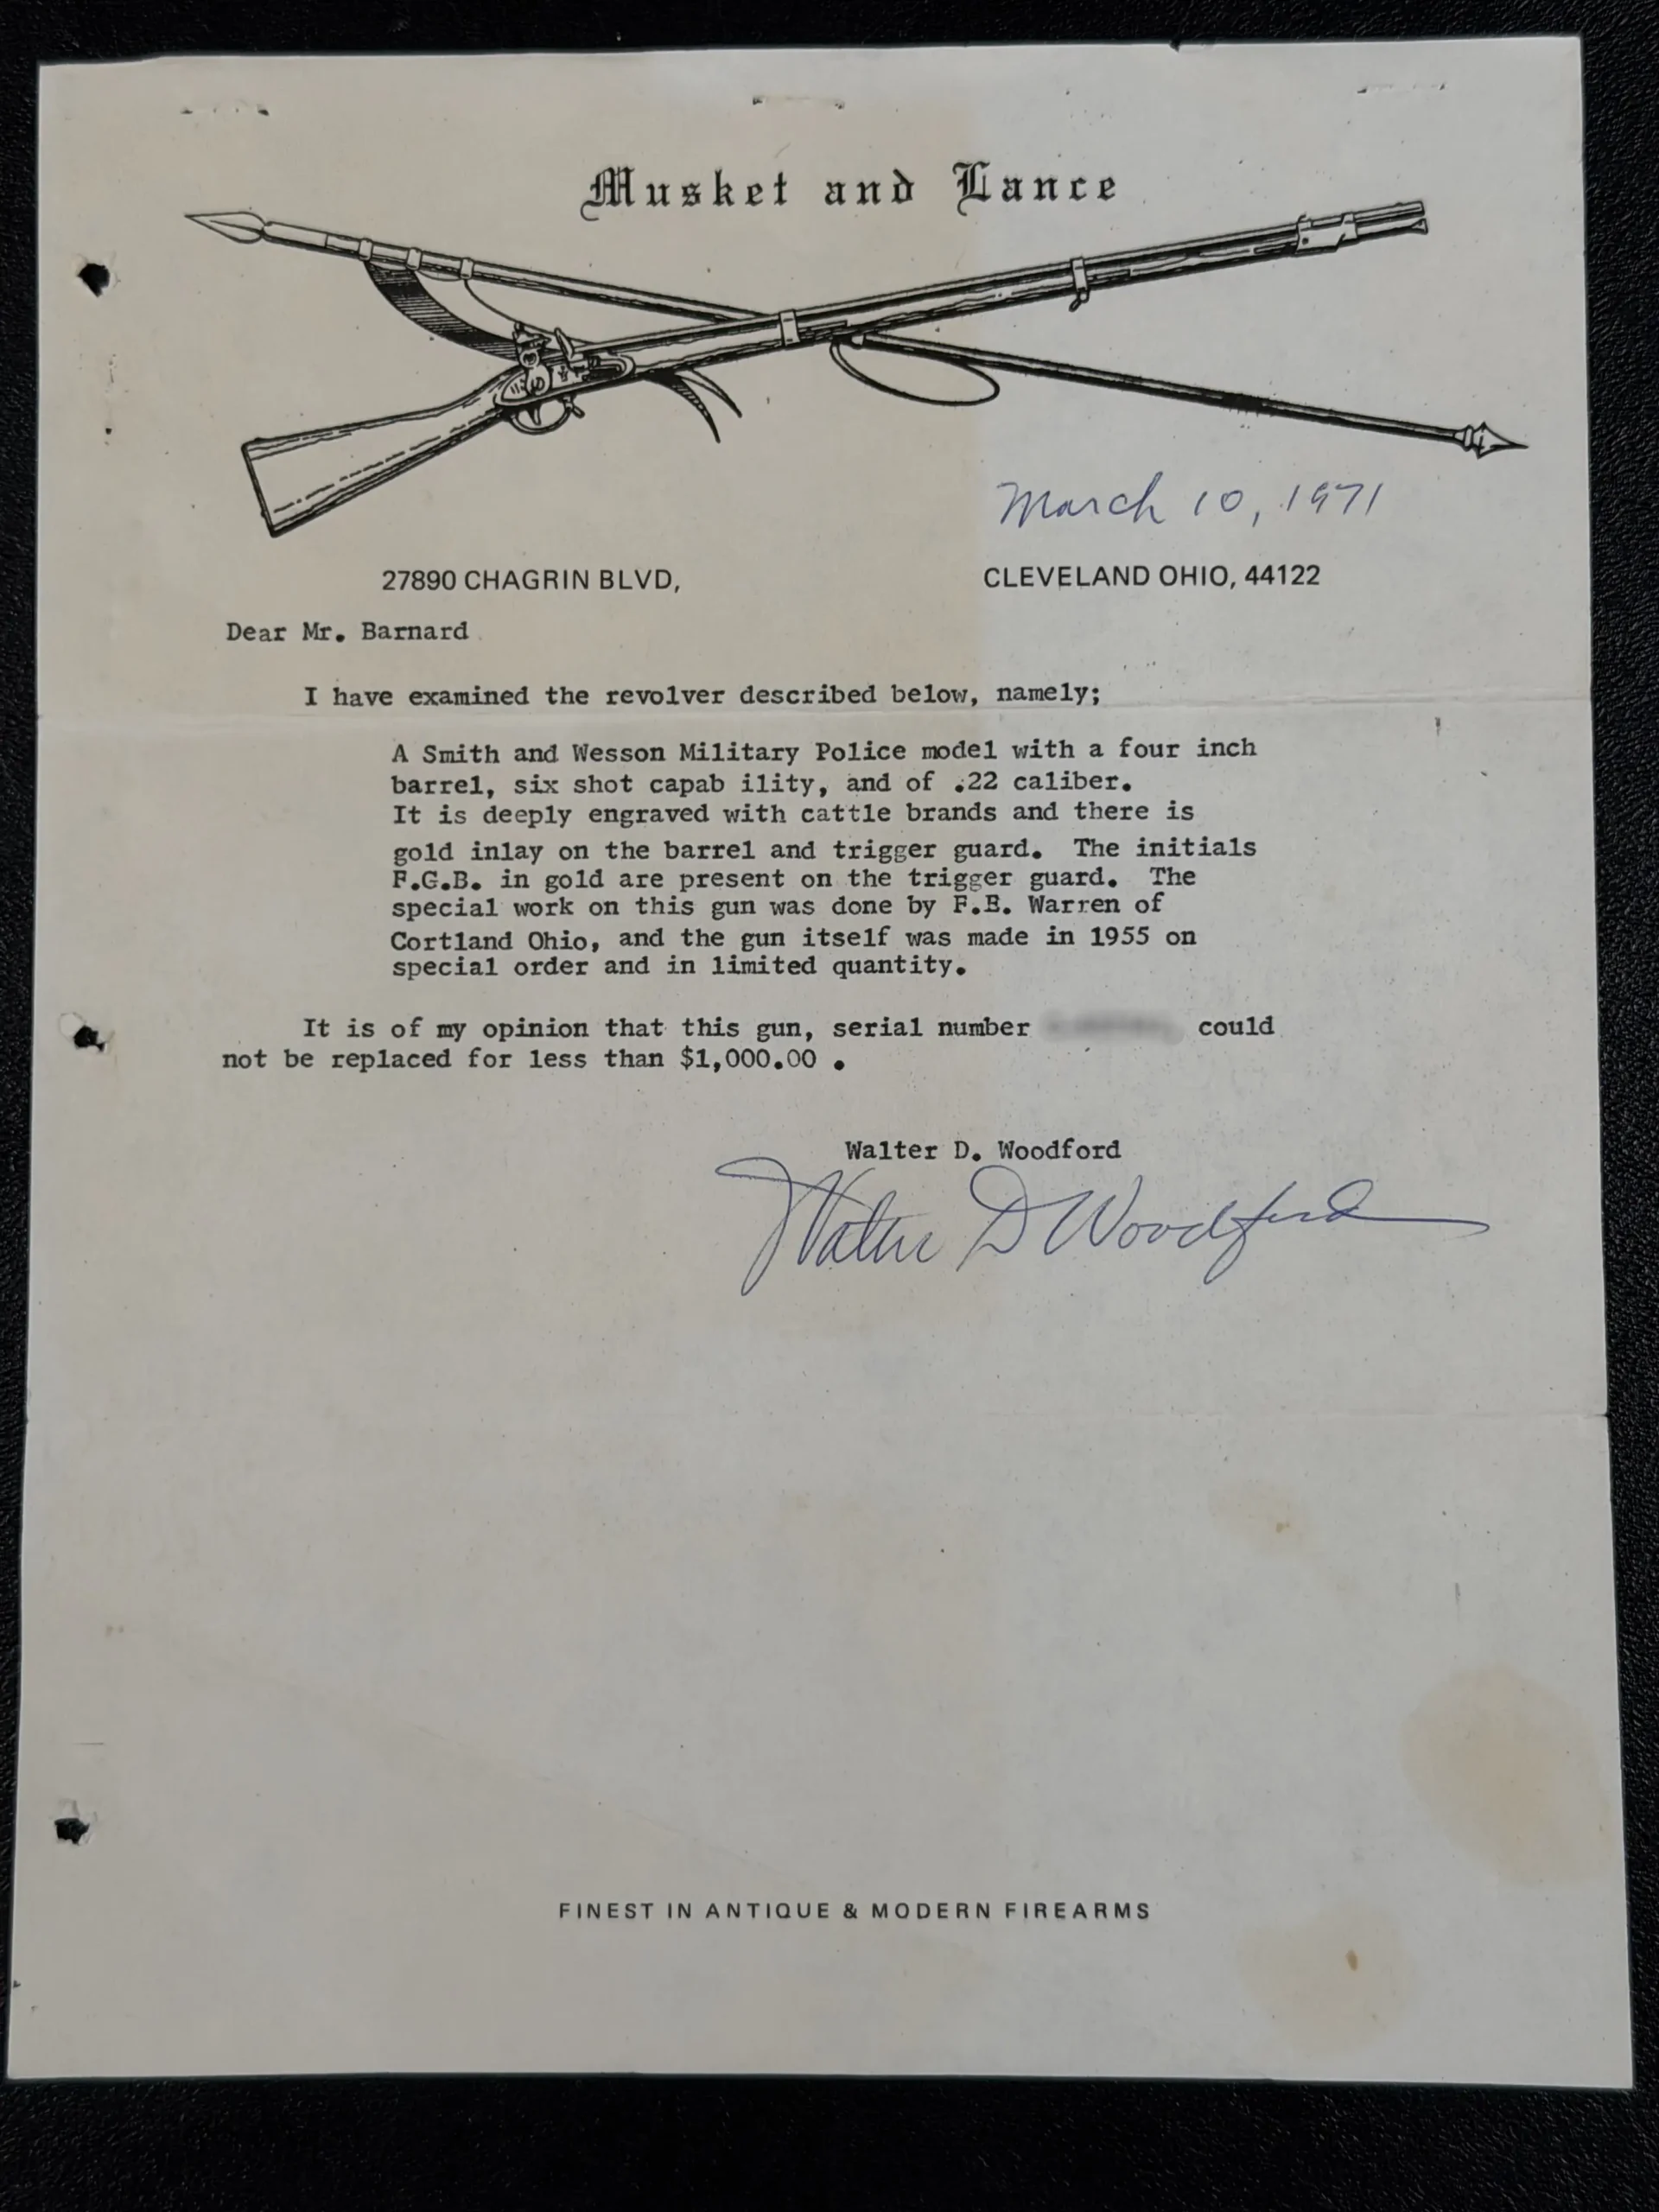 Musket and Lance
March 10, 1971
27890 CHAGRIN BLVD, CLEVELAND OHIO, 44122
Dear Mr. Barnard
I have examined the revolver described below, namely;
A Smith and Wesson Military Police model with a four inch
barrel, six shot capab ility, and of .22 caliber.
It is deeply engraved with cattle brands and there is
gold inlay on the barrel and trigger guard. The initials
F.G.B. in gold are present on the trigger guard. The
special work on this gun was done by F.E. Warren of
Cortland Ohio, and the gun itself was made in 1955 on
special order and in limited quantity.
It is of my opinion that this gun, serial number could
not be replaced for less than $1,000.00 .
Walter D. Woodford
Walter D Woodford
FINEST IN ANTIQUE & MODERN FIREARMS